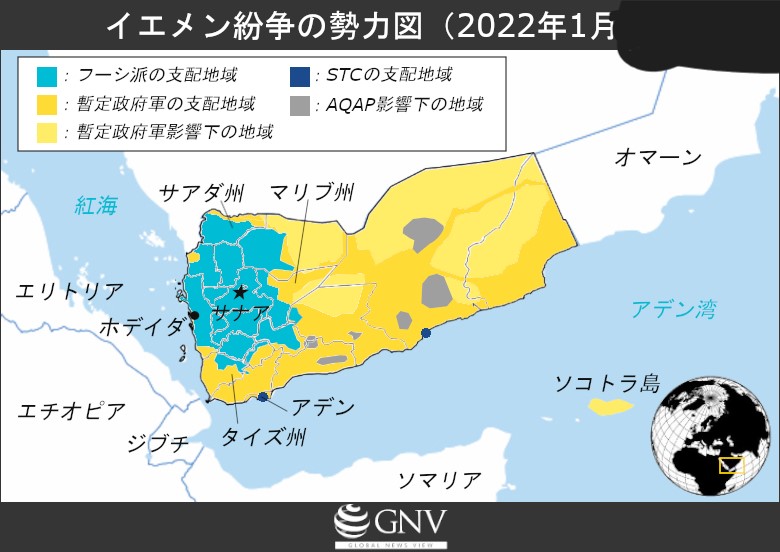 イエメン紛争の勢力図（2022年1月
: フーシ派の支配地域
: STCの支配地域
: 暫定政府軍の支配地域
: AQAP影響下の地域
: 暫定政府軍影響下の地域
オマーン
サアダ州
マリブ州
紅海
エリトリア
サナア
アデン湾
ホデイダ
ソコトラ島
エチオピア
アデン
ジブチ
タイズ州
ソマリア
GNV
GLOBAL NEWS VIEW